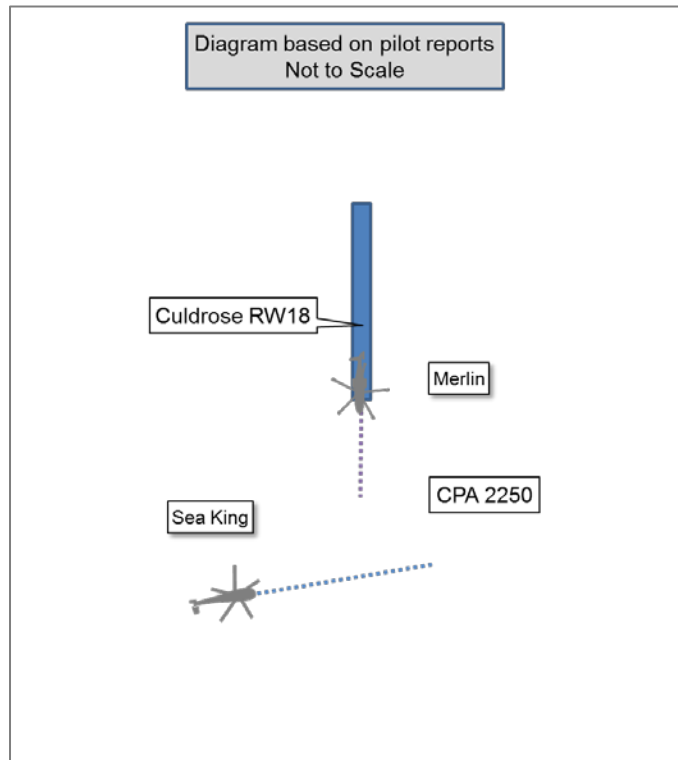 Diagram based on pilot reports
Not to Scale
Culdrose RW18
Merlin
CPA 2250
Sea King